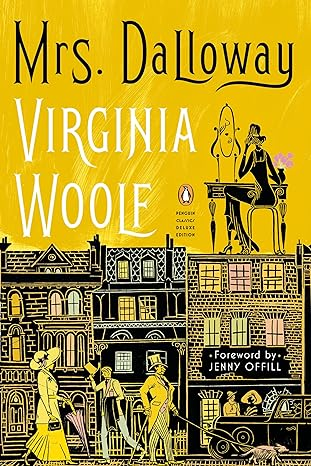 Mrs. Dalloway
VIRGINIA
WOOLF
PENGUIN
CLASSICS
DELUXE
EDITION
• Foreword by •
JENNY OFFILL